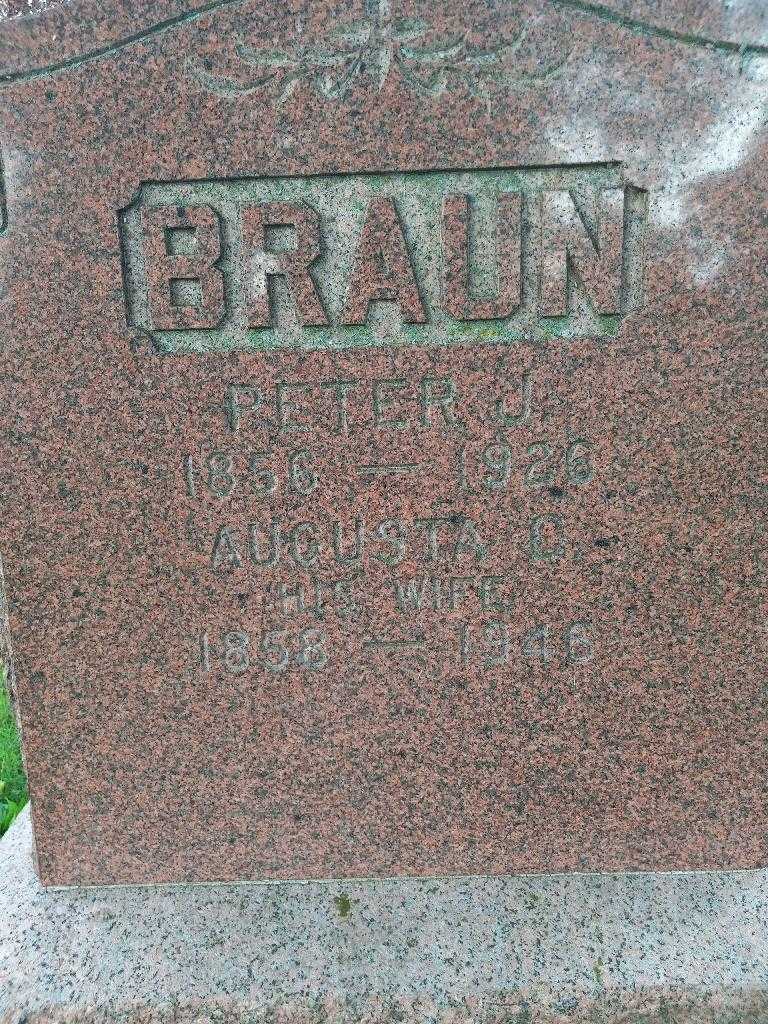 BRAUN
PETER J.
1856 — 1926
AUGUSTA D.
HIS WIFE
1858 — 1946